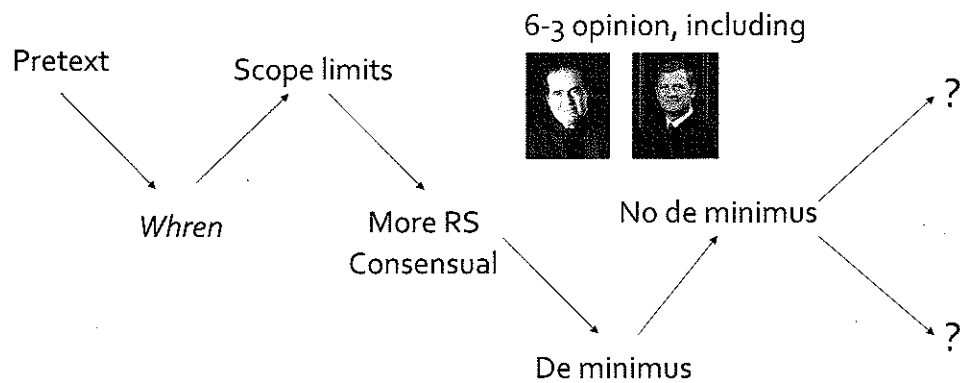 6-3 opinion, including
Pretext
Scope limits
?
Whren
More RS
Consensual
No de minimus
?
De minimus